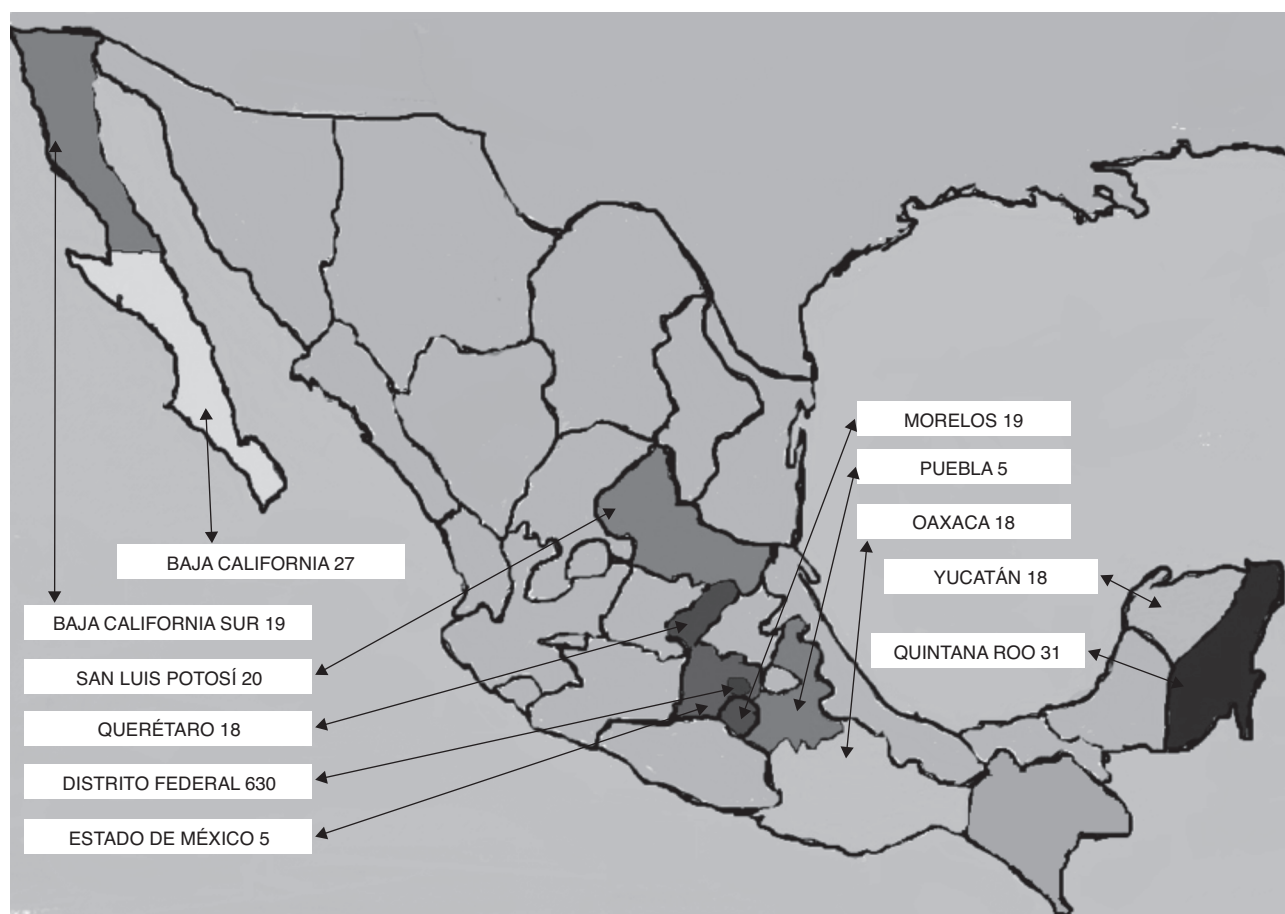 MORELOS 19
PUEBLA 5
OAXACA 18
BAJA CALIFORNIA 27
YUCATÁN 18
BAJA CALIFORNIA SUR 19
QUINTANA ROO 31
SAN LUIS POTOSÍ 20
QUERÉTARO 18
DISTRITO FEDERAL 630
ESTADO DE MÉXICO 5